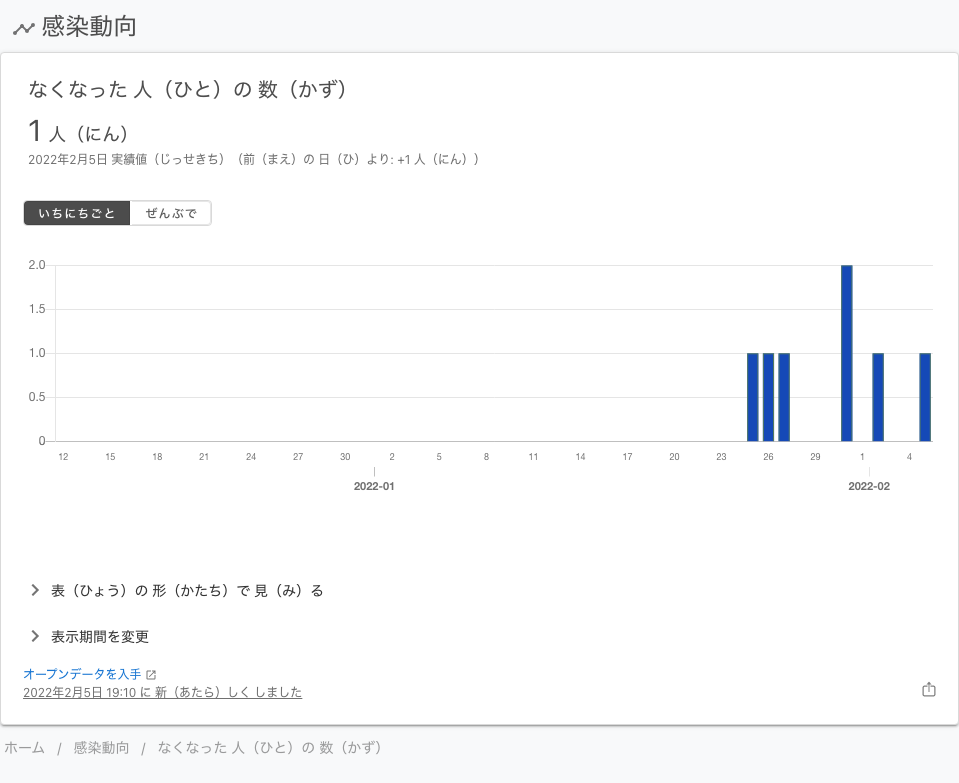 感染動向
なくなった 人（ひと）の 数（かず）
1 人（にん）
2022年2月5日 実績値（じっせきち）（前（まえ）の 日（ひ）より: +1 人（にん））
いちにちごと ぜんぶで
2.0
1.5
1.0
0.5
0
12 15 18 21 24 27 30 2 5 8 11 14 17 20 23 26 29 1 4
2022-01 2022-02
表（ひょう）の 形（かたち）で 見（み）る
表示期間を変更
オープンデータを入手
2022年2月5日 19:10 に 新（あたら）しく しました
ホーム / 感染動向 / なくなった 人（ひと）の 数（かず）